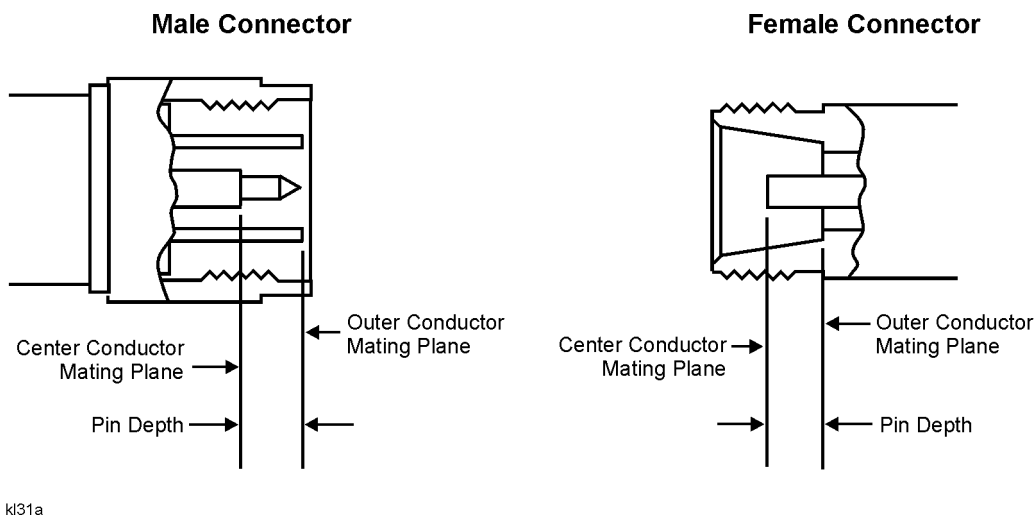 Male Connector
Female Connector
Outer Conductor
Mating Plane
Center Conductor
Mating Plane
Pin Depth
Outer Conductor
Mating Plane
Center Conductor
Mating Plane
Pin Depth
kl31a